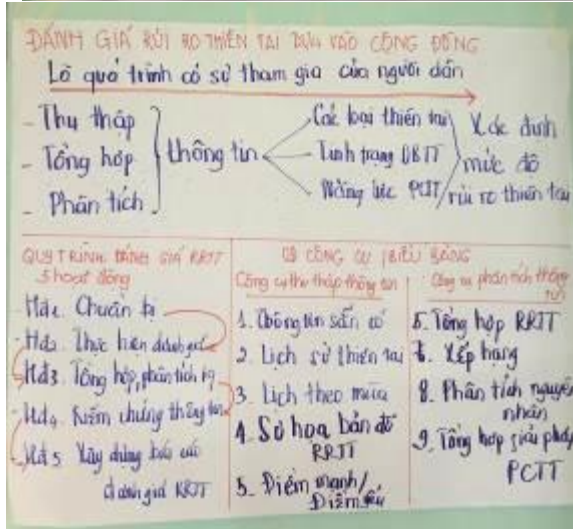 ĐÁNH GIÁ RỦI RO THIÊN TAI DỰA VÀO CỘNG ĐỒNG
Là quá trình có sự tham gia của người dân
- Thu thập
- Tổng hợp
- Phân tích
thông tin
Các loại thiên tai
Tình trạng DBTT
Năng lực PCTT
Xác định
mức độ
rủi ro thiên tai
QUY TRÌNH ĐÁNH GIÁ RRTT
5 hoạt động
- Hđ1. Chuẩn bị
- Hđ2. Thực hiện đánh giá
- Hđ3. Tổng hợp, phân tích
- Hđ4. Kiểm chứng thông tin
- Hđ5. Xây dựng báo cáo
đánh giá RRTT
CÔNG CỤ (BIỂU BẢNG
Công cụ thu thập thông tin
1. Thông tin sẵn có
2. Lịch sử thiên tai
3. Lịch theo mùa
4. Sơ họa bản đồ
RRTT
5. Điểm mạnh/
Điểm yếu
Công cụ phân tích thông
tin
6. Tổng hợp RRTT
7. Xếp hạng
8. Phân tích nguyên
nhân
9. Tổng hợp giải pháp
PCTT